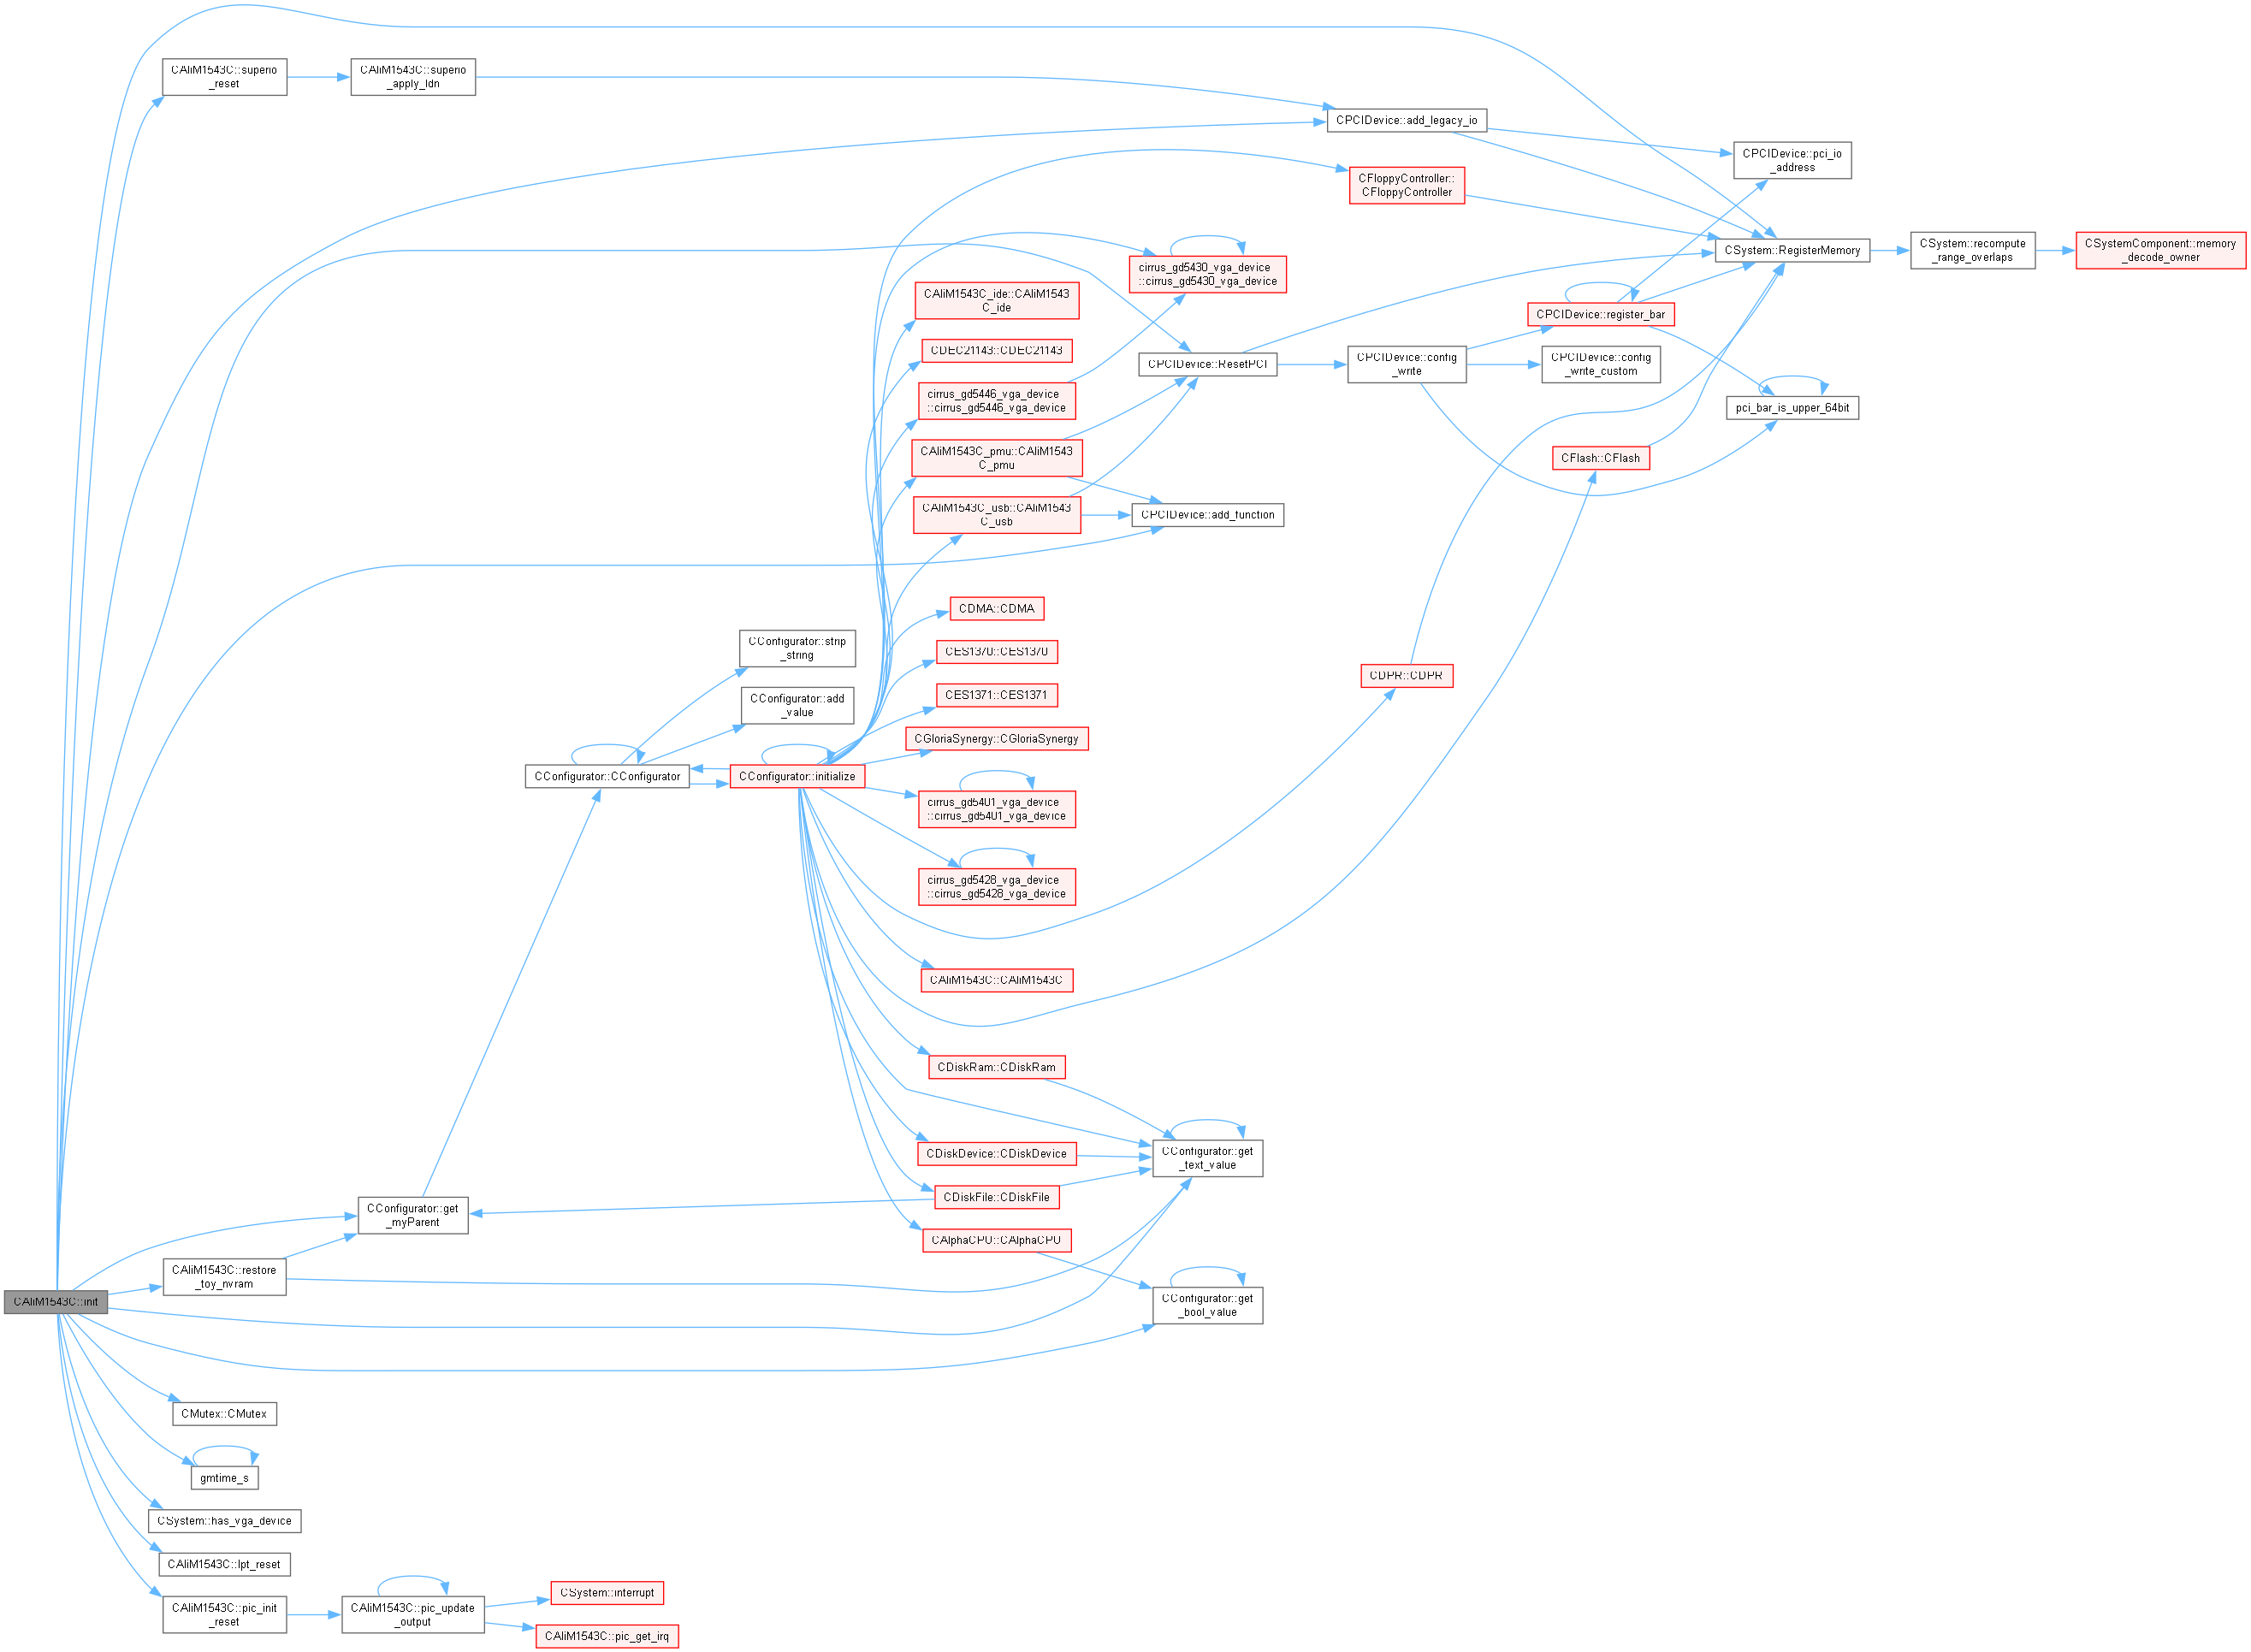 CAliM1543C::superio
_reset
CAliM1543C::superio
_apply_ldn
CPCIDevice::add_legacy_io
CPCIDevice::pci_io
_address
CFloppyController::
CFloppyController
CSystem::RegisterMemory
CSystem::recompute
_range_overlaps
CSystemComponent::memory
_decode_owner
cirrus_gd5430_vga_device
::cirrus_gd5430_vga_device
CAliM1543C_ide::CAliM1543
C_ide
CPCIDevice::register_bar
CDEC21143::CDEC21143
CPCIDevice::ResetPCI
CPCIDevice::config
_write
CPCIDevice::config
_write_custom
cirrus_gd5446_vga_device
::cirrus_gd5446_vga_device
pci_bar_is_upper_64bit
CAliM1543C_pmu::CAliM1543
C_pmu
CFlash::CFlash
CAliM1543C_usb::CAliM1543
C_usb
CPCIDevice::add_function
CDMA::CDMA
CConfigurator::strip
_string
CES1370::CES1370
CDPR::CDPR
CConfigurator::add
_value
CES1371::CES1371
CGloriaSynergy::CGloriaSynergy
CConfigurator::CConfigurator
CConfigurator::initialize
cirrus_gd5401_vga_device
::cirrus_gd5401_vga_device
cirrus_gd5428_vga_device
::cirrus_gd5428_vga_device
CAliM1543C::CAliM1543C
CDiskRam::CDiskRam
CDiskDevice::CDiskDevice
CConfigurator::get
_text_value
CDiskFile::CDiskFile
CConfigurator::get
_myParent
CAlphaCPU::CAlphaCPU
CAliM1543C::restore
_toy_nvram
CAliM1543C::init
CConfigurator::get
_bool_value
CMutex::CMutex
gmtime_s
CSystem::has_vga_device
CAliM1543C::lpt_reset
CAliM1543C::pic_init
_reset
CAliM1543C::pic_update
_output
CSystem::interrupt
CAliM1543C::pic_get_irq